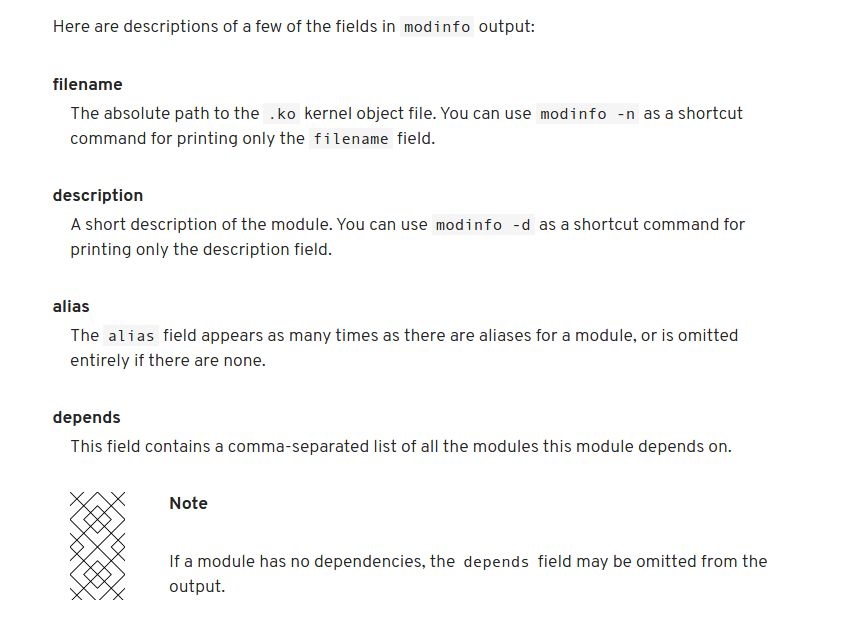 Here are descriptions of a few of the fields in modinfo output:
filename
The absolute path to the .ko kernel object file. You can use modinfo -n as a shortcut
command for printing only the filename field.
description
A short description of the module. You can use modinfo -d as a shortcut command for
printing only the description field.
alias
The alias field appears as many times as there are aliases for a module, or is omitted
entirely if there are none.
depends
This field contains a comma-separated list of all the modules this module depends on.
Note
If a module has no dependencies, the depends field may be omitted from the
output.